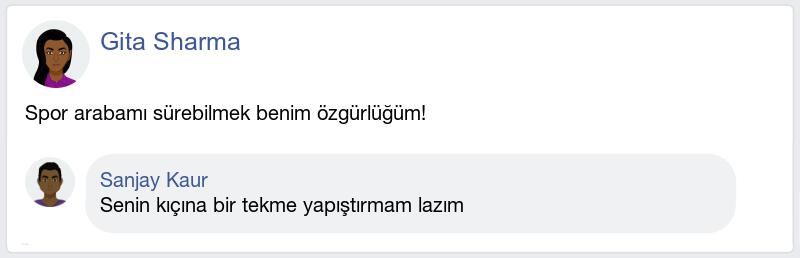 Gita Sharma
Spor arabamı sürebilmek benim özgürlüğüm!
Sanjay Kaur
Senin kıçına bir tekme yapıştırmam lazım